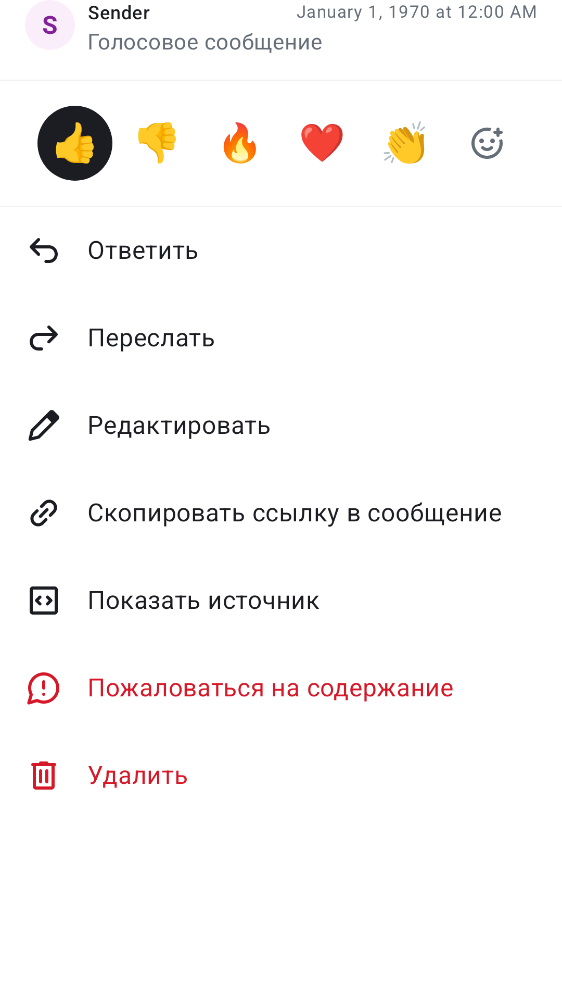 S
Sender
January 1, 1970 at 12:00 AM
Голосовое сообщение
Ответить
Переслать
Редактировать
Скопировать ссылку в сообщение
Показать источник
Пожаловаться на содержание
Удалить